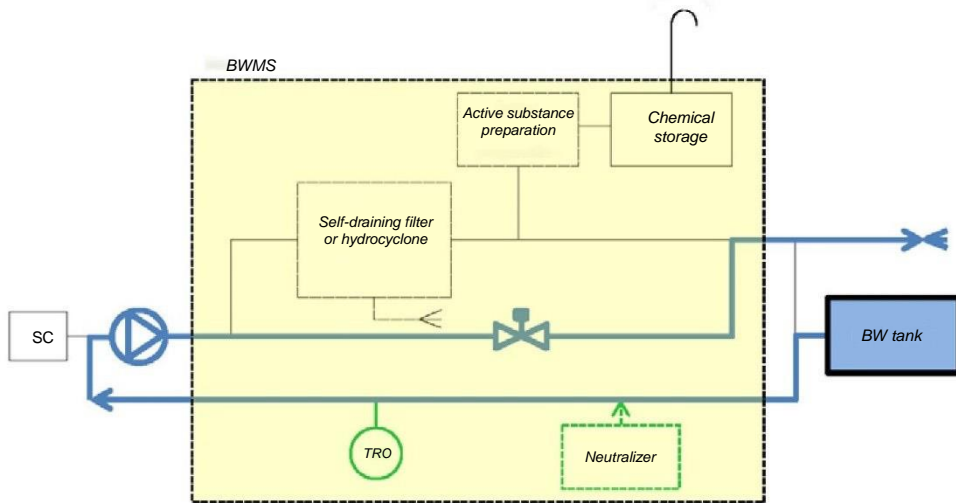 BWMS
Active substance
preparation
Chemical
storage
Self-draining filter
or hydrocyclone
SC
BW tank
TRO
Neutralizer